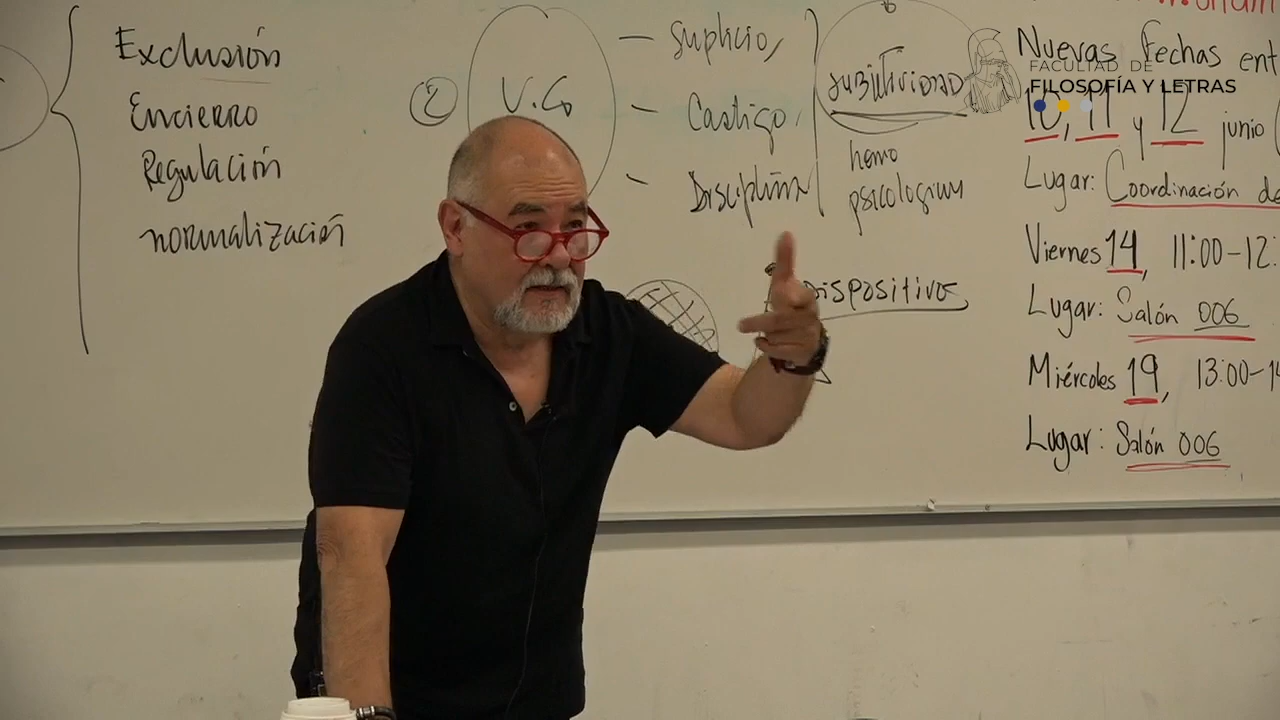 Exclusión
Encierro
Regulación
normalización
2
V.G
— Suplicio,
— Castigo,
— Disciplina
subjetividad
homo
psicologicus
Dispositivo
Nuevas fechas ent
10, 11 y 12 junio (
Lugar: Coordinación de
Viernes 14, 11:00-12:
Lugar: Salón 006
Miércoles 19, 13:00-14
Lugar: Salón 006
FACULTAD DE
FILOSOFÍA Y LETRAS